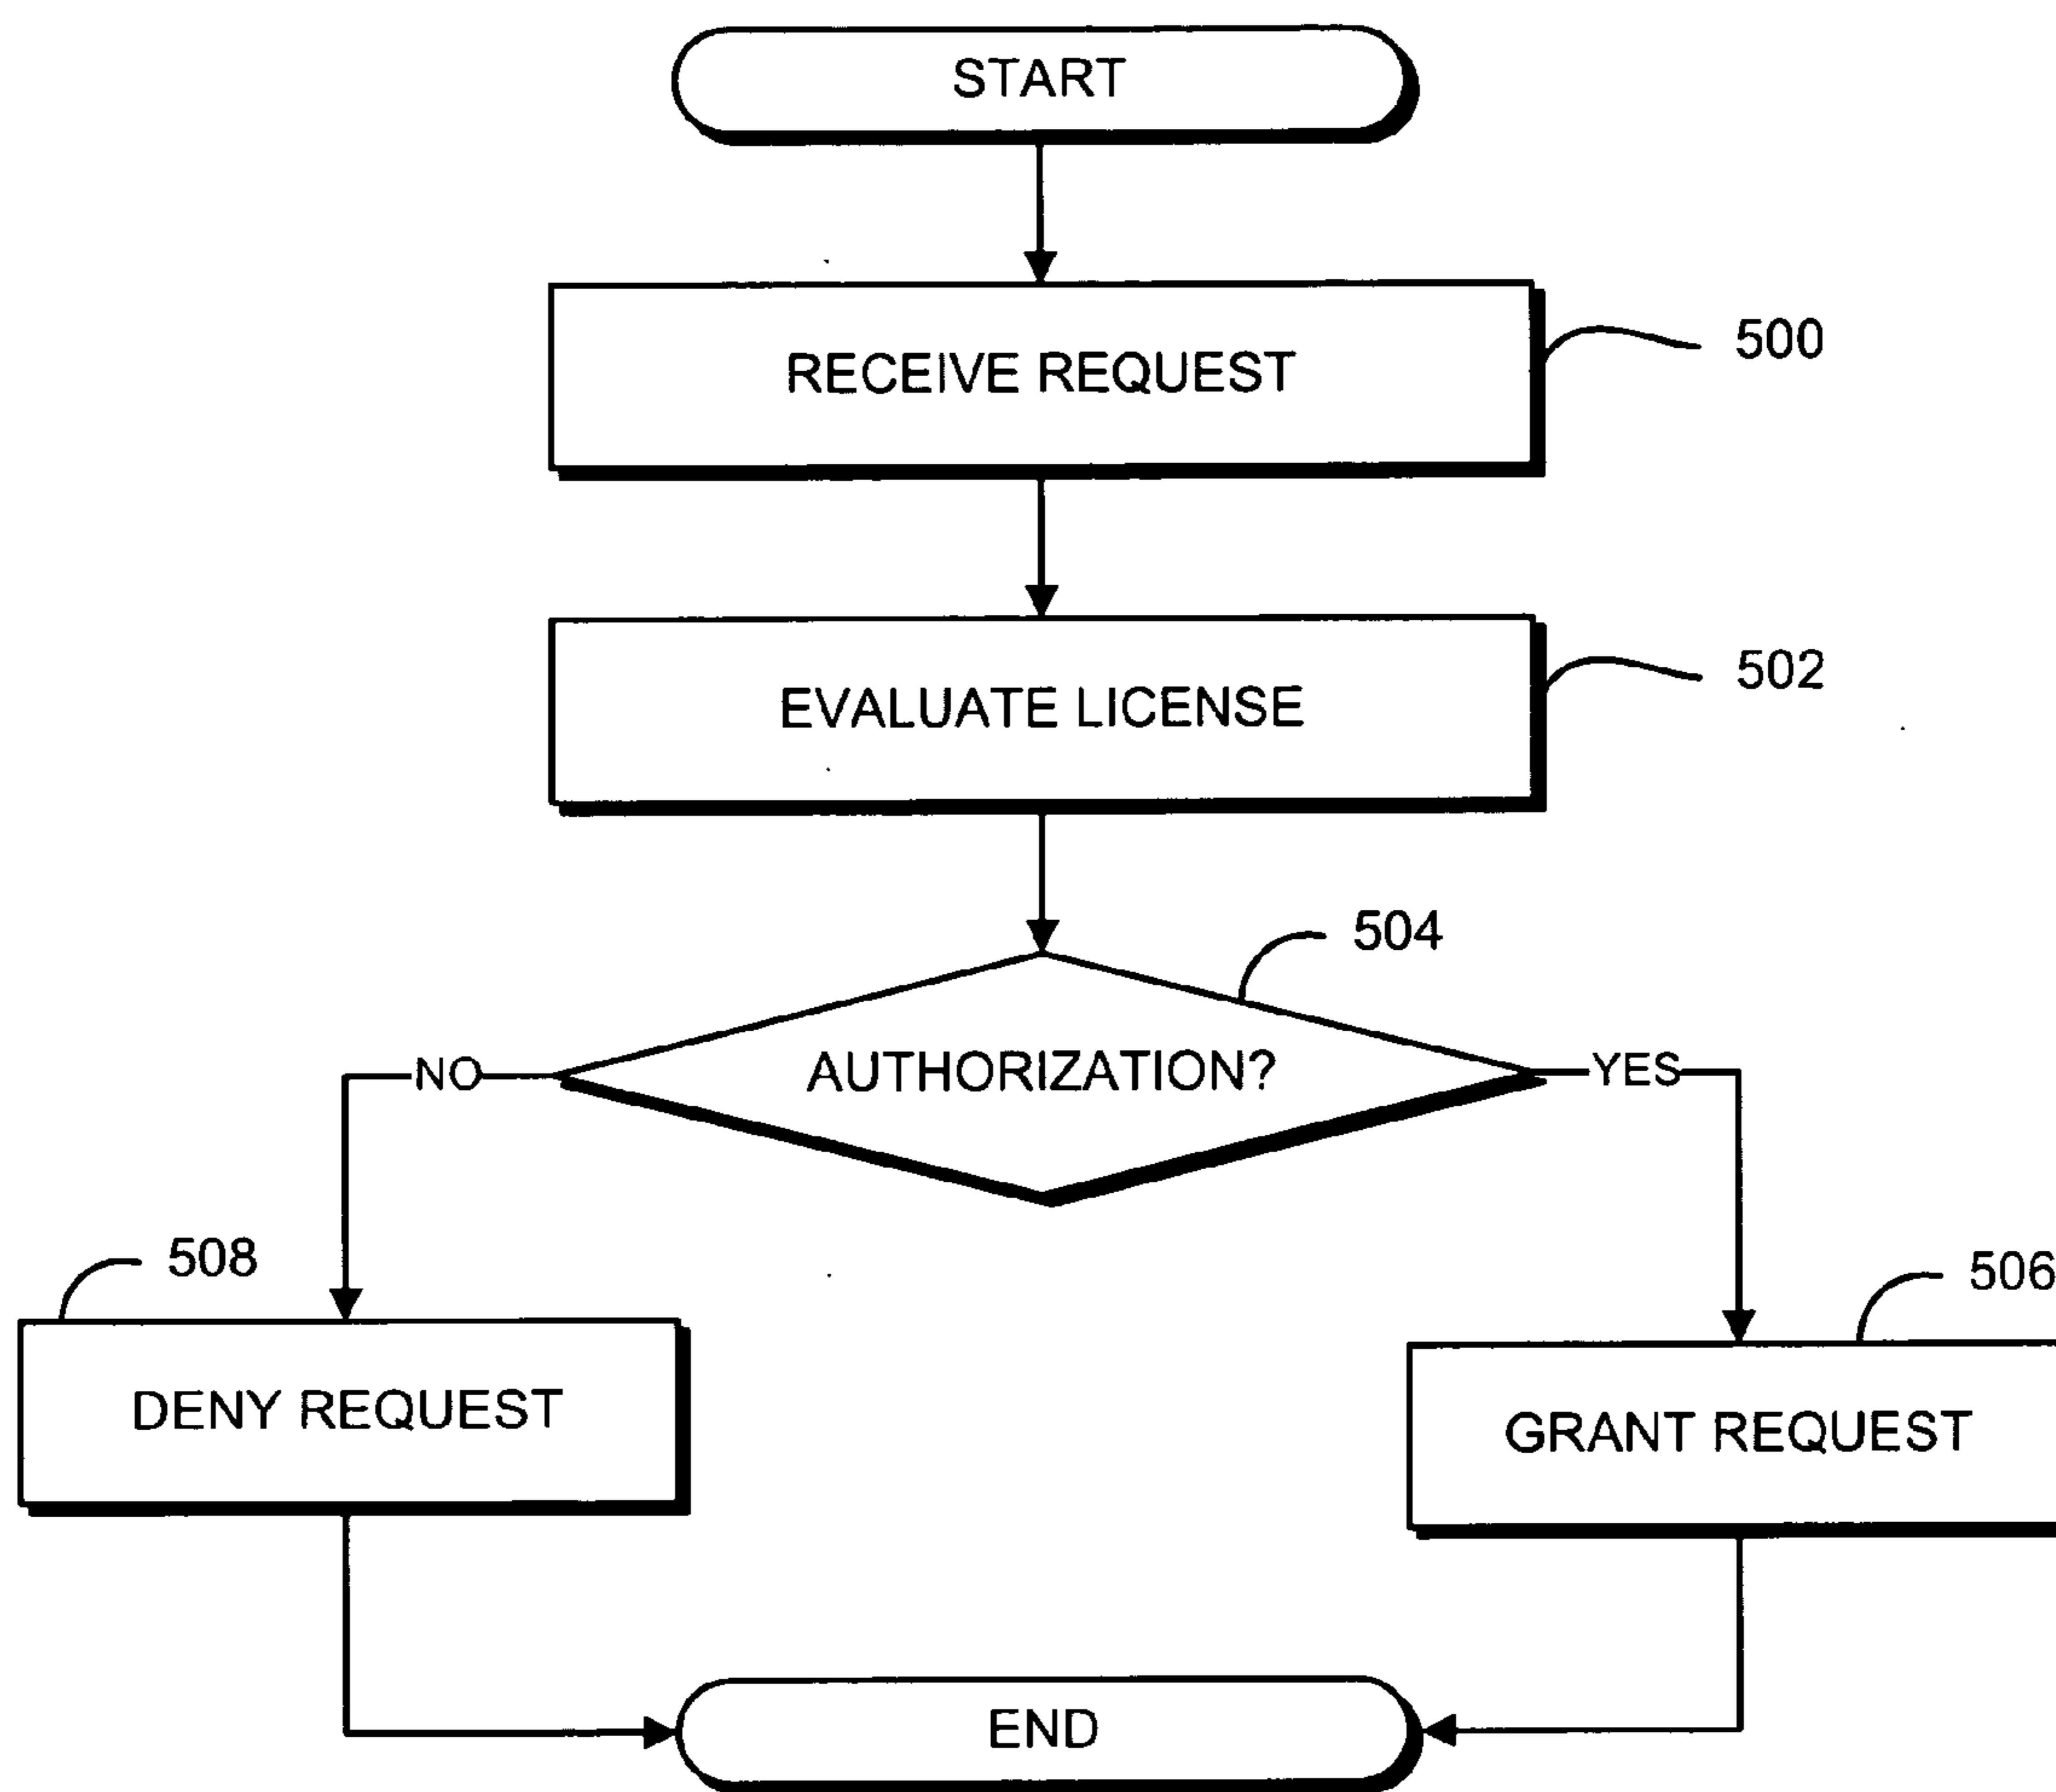 START
RECEIVE REQUEST
500
EVALUATE LICENSE
502
504
AUTHORIZATION?
NO
YES
508
506
DENY REQUEST
GRANT REQUEST
END